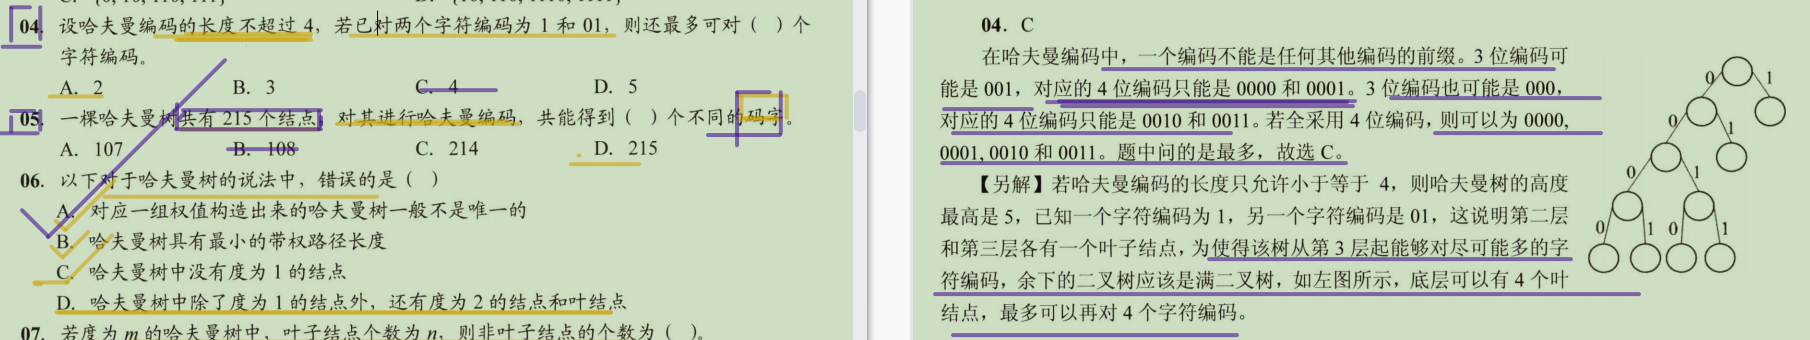 04. 设哈夫曼编码的长度不超过 4，若已对两个字符编码为 1 和 01，则还最多可对（ ）个
字符编码。
A. 2 B. 3 C. 4 D. 5
05. 一棵哈夫曼树共有 215 个结点，对其进行哈夫曼编码，共能得到（ ）个不同的码字。
A. 107 B. 108 C. 214 D. 215
06. 以下对于哈夫曼树的说法中，错误的是（ ）
A. 对应一组权值构造出来的哈夫曼树一般不是唯一的
B. 哈夫曼树具有最小的带权路径长度
C. 哈夫曼树中没有度为 1 的结点
D. 哈夫曼树中除了度为 1 的结点外，还有度为 2 的结点和叶结点
07. 若度为 m 的哈夫曼树中，叶子结点个数为 n，则非叶子结点的个数为（ ）。
04. C
在哈夫曼编码中，一个编码不能是任何其他编码的前缀。3 位编码可
能是 001，对应的 4 位编码只能是 0000 和 0001。3 位编码也可能是 000，
对应的 4 位编码只能是 0010 和 0011。若全采用 4 位编码，则可以为 0000,
0001, 0010 和 0011。题中问的是最多，故选 C。
【另解】若哈夫曼编码的长度只允许小于等于 4，则哈夫曼树的高度
最高是 5，已知一个字符编码为 1，另一个字符编码是 01，这说明第二层
和第三层各有一个叶子结点，为使得该树从第 3 层起能够对尽可能多的字
符编码，余下的二叉树应该是满二叉树，如左图所示，底层可以有 4 个叶
结点，最多可以再对 4 个字符编码。
0 1
0 1
0 1
0 1 0 1